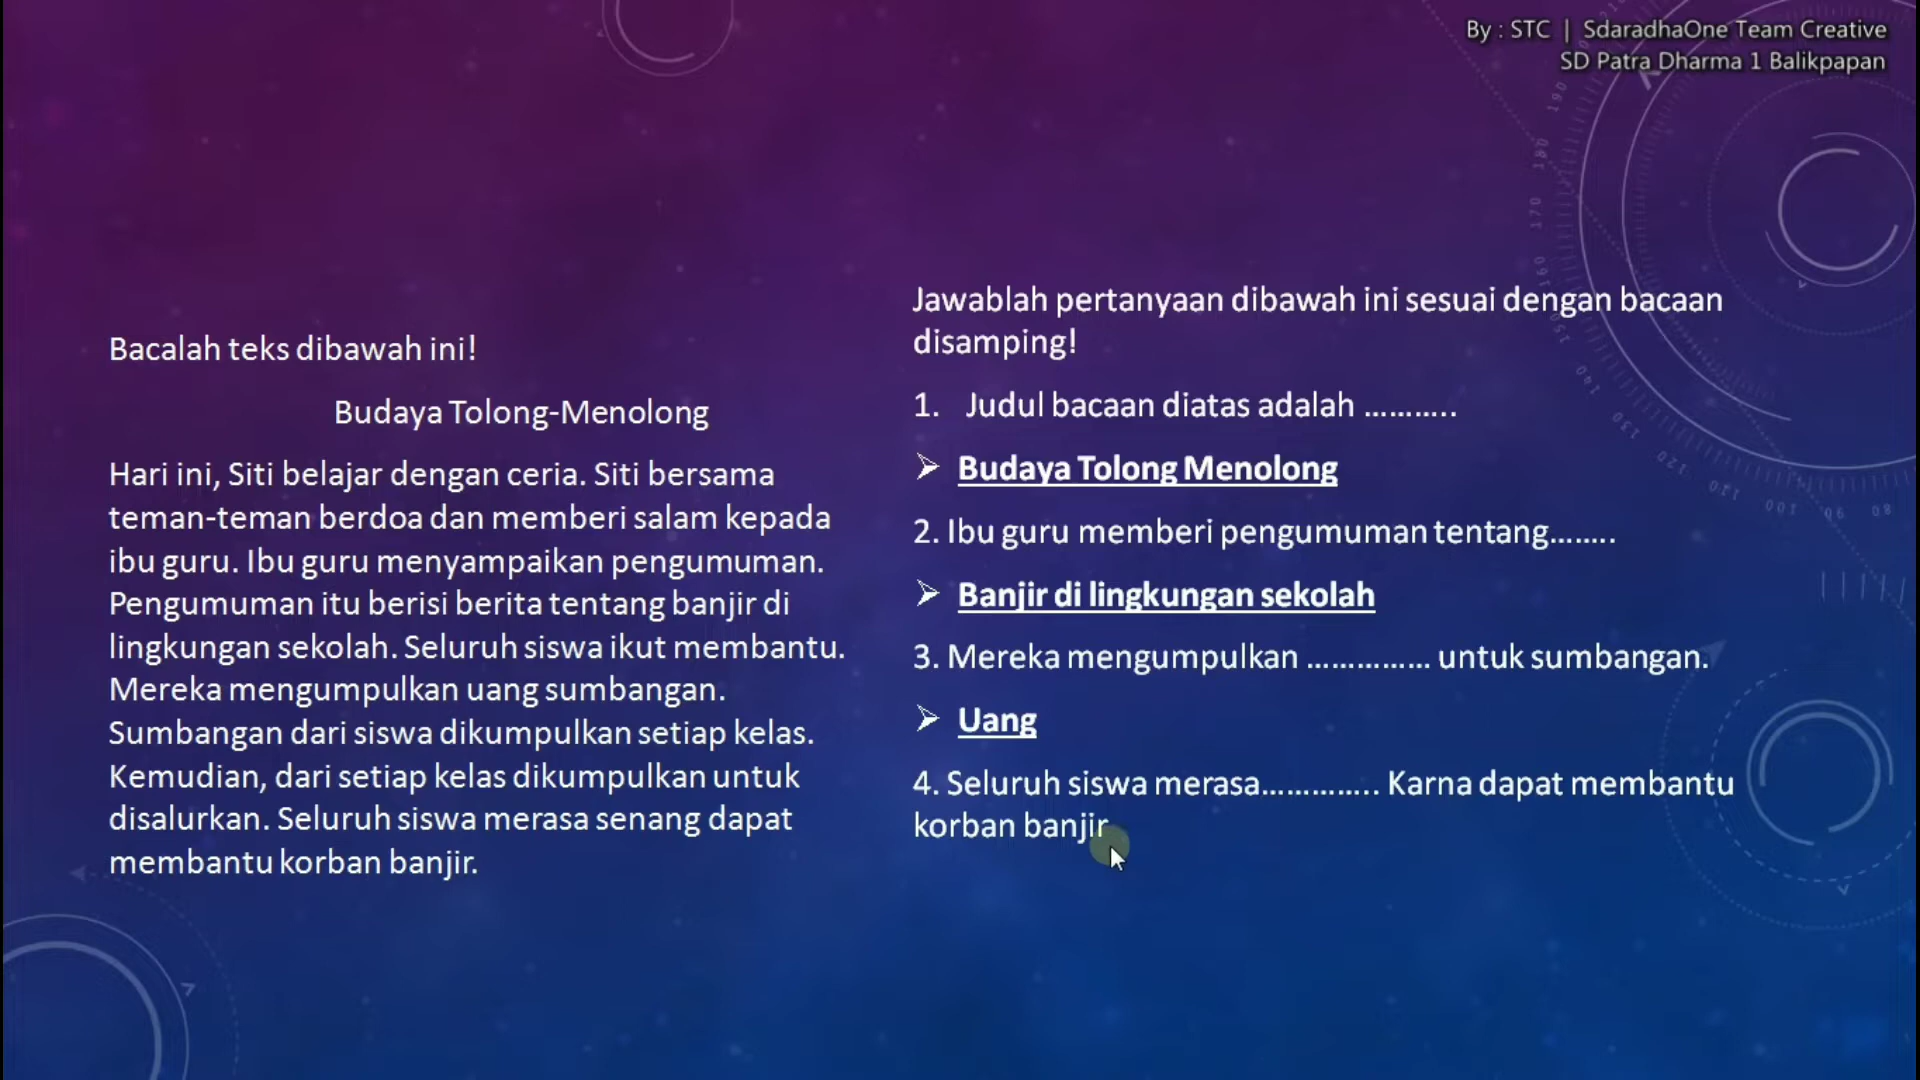 By : STC | SdaradhaOne Team Creative
SD Patra Dharma 1 Balikpapan
Bacalah teks dibawah ini!
Budaya Tolong-Menolong
Hari ini, Siti belajar dengan ceria. Siti bersama
teman-teman berdoa dan memberi salam kepada
ibu guru. Ibu guru menyampaikan pengumuman.
Pengumuman itu berisi berita tentang banjir di
lingkungan sekolah. Seluruh siswa ikut membantu.
Mereka mengumpulkan uang sumbangan.
Sumbangan dari siswa dikumpulkan setiap kelas.
Kemudian, dari setiap kelas dikumpulkan untuk
disalurkan. Seluruh siswa merasa senang dapat
membantu korban banjir.
Jawablah pertanyaan dibawah ini sesuai dengan bacaan
disamping!
1. Judul bacaan diatas adalah ………..
➢ Budaya Tolong Menolong
2. Ibu guru memberi pengumuman tentang……..
➢ Banjir di lingkungan sekolah
3. Mereka mengumpulkan …………… untuk sumbangan.
➢ Uang
4. Seluruh siswa merasa………….. Karna dapat membantu
korban banjir